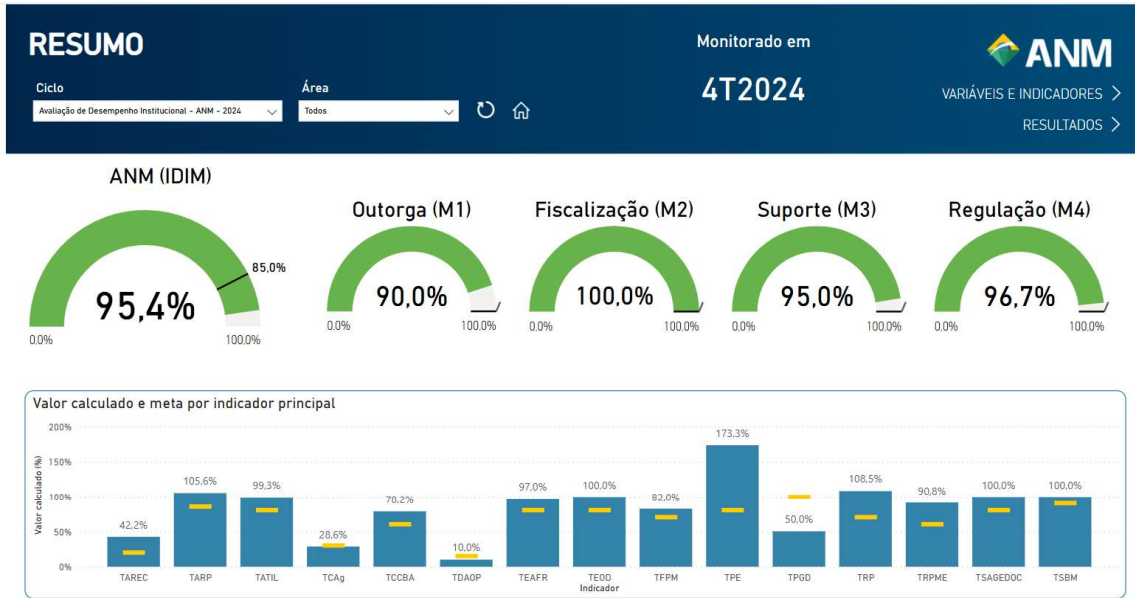 RESUMO
Monitorado em
ANM
Ciclo
Área
4T2024
Avaliação de Desempenho Institucional - ANM - 2024
Todos
VARIÁVEIS E INDICADORES
RESULTADOS
ANM (IDIM)
Outorga (M1)
Fiscalização (M2)
Suporte (M3)
Regulação (M4)
85,0%
95,4%
90,0%
100,0%
95,0%
96,7%
0.0%
100.0%
0.0%
100.0%
0.0%
100.0%
0.0%
100.0%
0.0%
100.0%
Valor calculado e meta por indicador principal
Valor calculado (%)
200%
150%
100%
50%
0%
42,2%
105,6%
99,3%
28,6%
70,2%
10,0%
97,0%
100,0%
82,0%
173,3%
50,0%
108,5%
90,8%
100,0%
100,0%
TAREC
TARP
TATIL
TCAg
TCCBA
TDAOP
TEAFR
TEOD
TFPM
TPE
TPGD
TRP
TRPME
TSAGEDOC
TSBM
Indicador